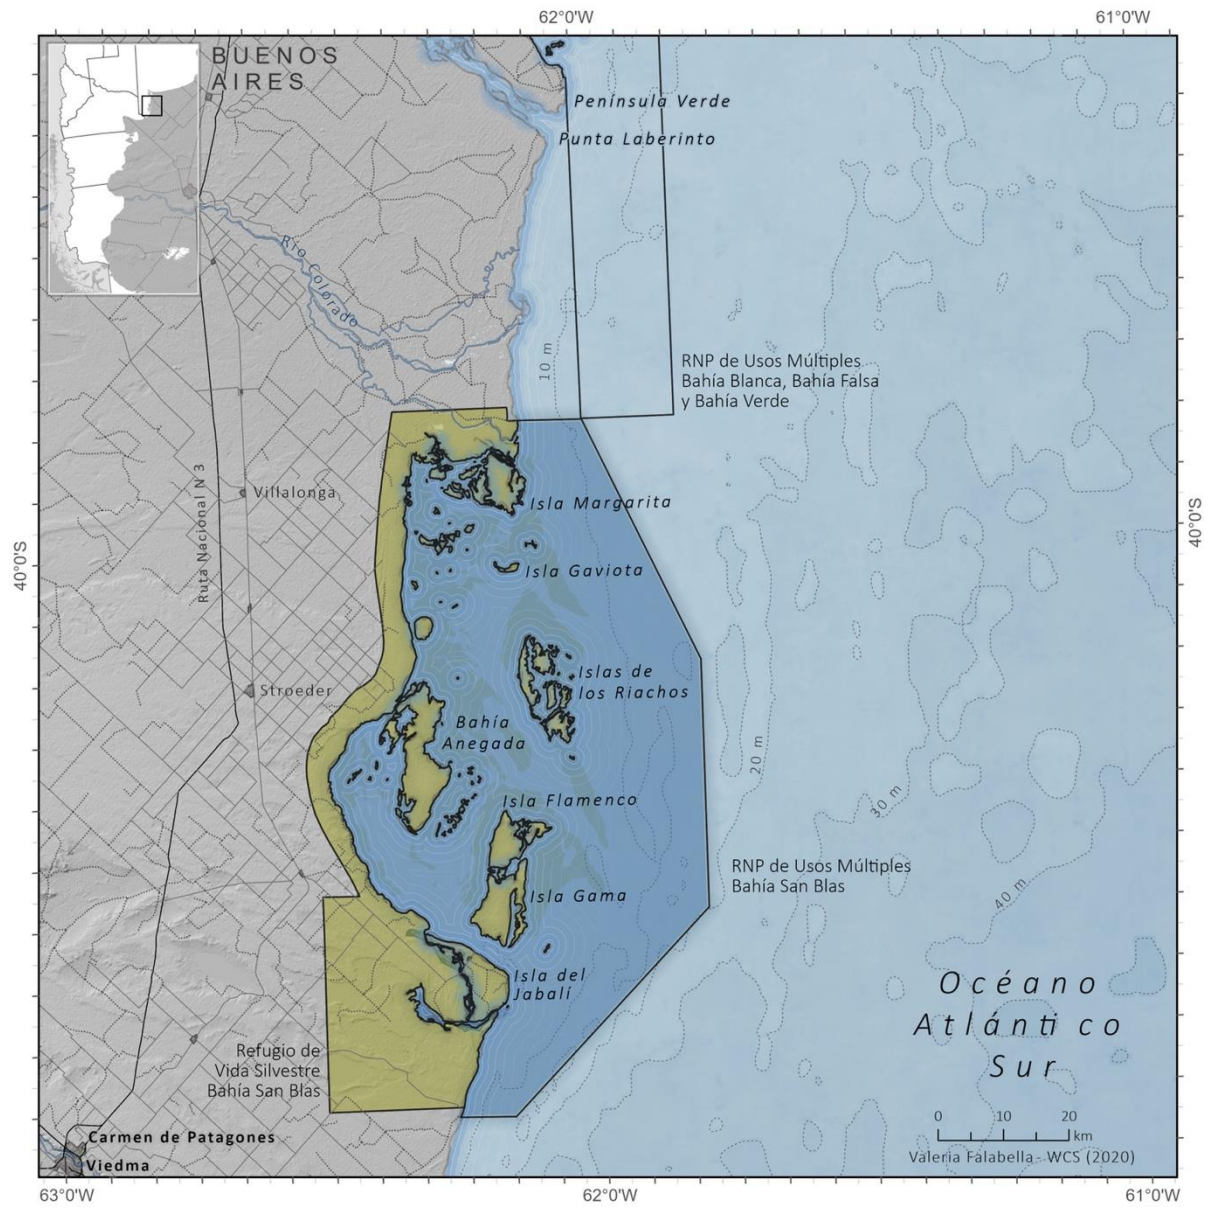 62°0'W
61°0'W
BUENOS
AIRES
Península Verde
Punta Laberinto
Río Colorado
10 m
RNP de Usos Múltiples
Bahía Blanca, Bahía Falsa
y Bahía Verde
Ruta Nacional N 3
Villalonga
Isla Margarita
40°0'S
40°0'S
Isla Gaviota
Stroeder
Islas de
los Riachos
Bahía
Anegada
20 m
Isla Flamenco
30 m
RNP de Usos Múltiples
Bahía San Blas
Isla Gama
40 m
Isla del
Jabalí
Océano
Atlántico
Sur
Refugio de
Vida Silvestre
Bahía San Blas
0 10 20
km
Carmen de Patagones
Viedma
Valeria Falabella - WCS (2020)
63°0'W
62°0'W
61°0'W